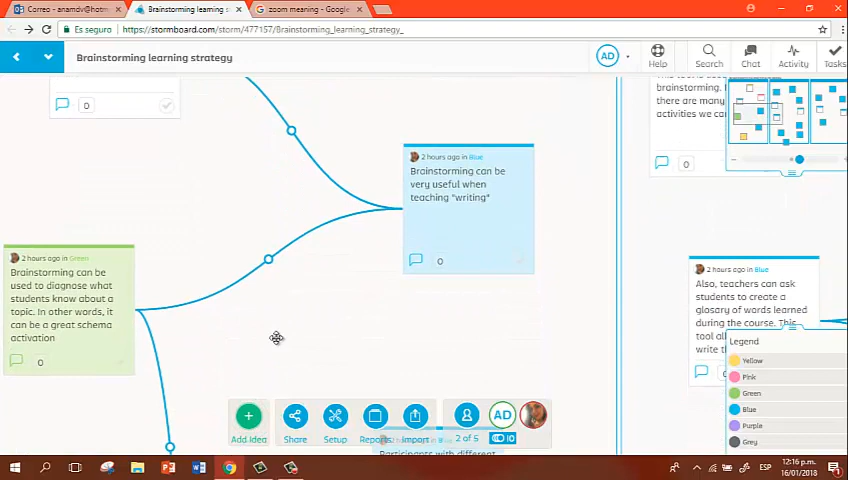 Correo - anamdv@hotm
Brainstorming learning s
zoom meaning - Google
Es seguro
https://stormboard.com/storm/477157/Brainstorming_learning_strategy_
Brainstorming learning strategy
AD
Help
Search
Chat
Activity
Tasks
0
brainstorming.
there are many
activities we c
0
2 hours ago in Blue
Brainstorming can be
very useful when
teaching "writing"
0
2 hours ago in Green
Brainstorming can be
used to diagnose what
students know about a
topic. In other words, it
can be a great schema
activation
0
2 hours ago in Blue
Also, teachers can ask
students to create a
glosary of words learned
during the course. This
tool al
write th
Legend
Yellow
Pink
Green
Blue
Purple
Grey
Add Idea
Share
Setup
Reports
Import
2 of 5
AD
10
Participants with different
ESP
12:16 p.m.
16/01/2018